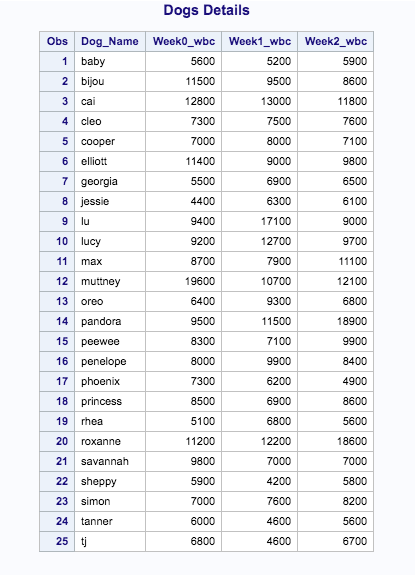 Dogs Details
Obs Dog_Name Week0_wbc Week1_wbc Week2_wbc
1 baby 5600 5200 5900
2 bijou 11500 9500 8600
3 cai 12800 13000 11800
4 cleo 7300 7500 7600
5 cooper 7000 8000 7100
6 elliott 11400 9000 9800
7 georgia 5500 6900 6500
8 jessie 4400 6300 6100
9 lu 9400 17100 9000
10 lucy 9200 12700 9700
11 max 8700 7900 11100
12 muttney 19600 10700 12100
13 oreo 6400 9300 6800
14 pandora 9500 11500 18900
15 peewee 8300 7100 9900
16 penelope 8000 9900 8400
17 phoenix 7300 6200 4900
18 princess 8500 6900 8600
19 rhea 5100 6800 5600
20 roxanne 11200 12200 18600
21 savannah 9800 7000 7000
22 sheppy 5900 4200 5800
23 simon 7000 7600 8200
24 tanner 6000 4600 5600
25 tj 6800 4600 6700